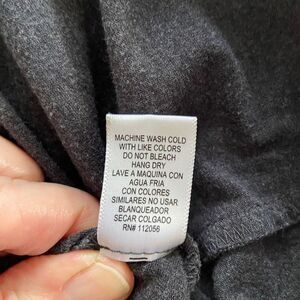 MACHINE WASH COLD
WITH LIKE COLORS
DO NOT BLEACH
HANG DRY
LAVE A MAQUINA CON
AGUA FRIA
CON COLORES
SIMILARES NO USAR
BLANQUEADOR
SECAR COLGADO
RN# 112056